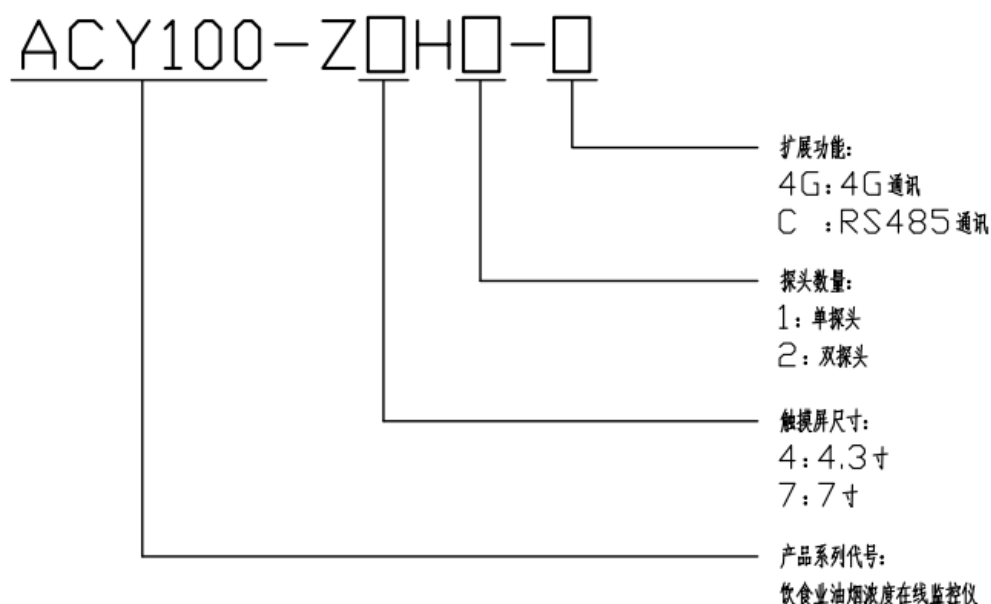 ACY100-Z□H□-□
扩展功能:
4G:4G通讯
C :RS485通讯
探头数量:
1:单探头
2:双探头
触摸屏尺寸:
4:4.3寸
7:7寸
产品系列代号:
饮食业油烟浓度在线监控仪